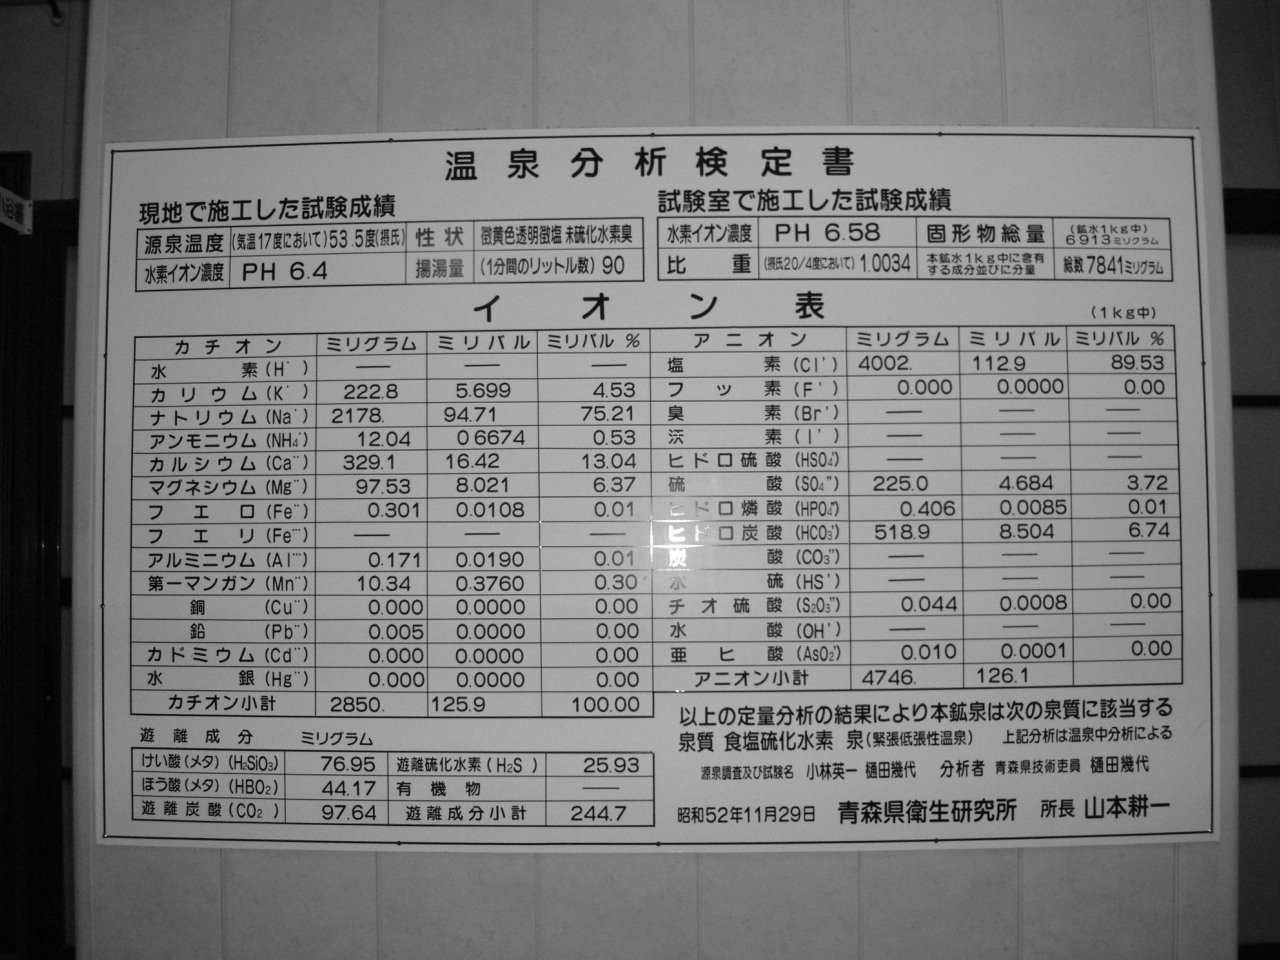 温泉分析検定書
現地で施工した試験成績
試験室で施工した試験成績
源泉温度 (気温17度において)53.5度(摂氏) 性状 微黄色透明微塩 未硫化水素臭
水素イオン濃度 PH 6.4 揚湯量 (1分間のリットル数) 90
水素イオン濃度 PH 6.58 固形物総量 (鉱水1kg中) 6913ミリグラム
比重 (摂氏20/4度において) 1.0034 本鉱水1kg中に含有する成分並びに分量 総数7841ミリグラム
イオン表
(1kg中)
カチオン ミリグラム ミリバル ミリバル %
水素(H˙) — — —
カリウム(K˙) 222.8 5.699 4.53
ナトリウム(Na˙) 2178. 94.71 75.21
アンモニウム(NH₄˙) 12.04 0.6674 0.53
カルシウム(Ca¨) 329.1 16.42 13.04
マグネシウム(Mg¨) 97.53 8.021 6.37
フエロ(Fe¨) 0.301 0.0108 0.01
フエリ(Fe˙˙˙) — — —
アルミニウム(Al˙˙˙) 0.171 0.0190 0.01
第一マンガン(Mn¨) 10.34 0.3760 0.30
銅(Cu¨) 0.000 0.0000 0.00
鉛(Pb¨) 0.005 0.0000 0.00
カドミウム(Cd¨) 0.000 0.0000 0.00
水銀(Hg¨) 0.000 0.0000 0.00
カチオン小計 2850. 125.9 100.00
アニオン ミリグラム ミリバル ミリバル %
塩素(Cl') 4002. 112.9 89.53
フッ素(F') 0.000 0.0000 0.00
臭素(Br') — — —
沃素(I') — — —
ヒドロ硫酸(HSO₄') — — —
硫酸(SO₄") 225.0 4.684 3.72
ヒドロ燐酸(HPO₄") 0.406 0.0085 0.01
ヒドロ炭酸(HCO₃') 518.9 8.504 6.74
炭酸(CO₃") — — —
水硫(HS') — — —
チオ硫酸(S₂O₃") 0.044 0.0008 0.00
水酸(OH') — —
亜ヒ酸(AsO₂') 0.010 0.0001 0.00
アニオン小計 4746. 126.1
遊離成分 ミリグラム
けい酸(メタ)(H₂SiO₃) 76.95 遊離硫化水素(H₂S) 25.93
ほう酸(メタ)(HBO₂) 44.17 有機物 —
遊離炭酸(CO₂) 97.64 遊離成分小計 244.7
以上の定量分析の結果により本鉱泉は次の泉質に該当する
泉質 食塩硫化水素 泉(緊張低張性温泉) 上記分析は温泉中分析による
源泉調査及び試験名 小林英一 樋田幾代 分析者 青森県技術吏員 樋田幾代
昭和52年11月29日 青森県衛生研究所 所長 山本耕一